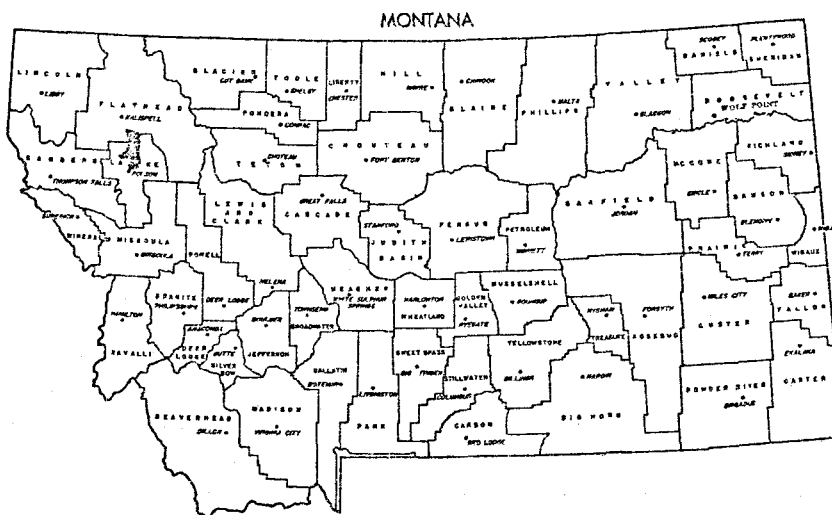 MONTANA
LINCOLN
LIBBY
FLATHEAD
KALISPELL
GLACIER
CUT BANK
TOOLE
SHELBY
LIBERTY
CHESTER
HILL
HAVRE
CHINOOK
BLAINE
MALTA
PHILLIPS
VALLEY
GLASGOW
SCOBEY
DANIELS
PLENTYWOOD
SHERIDAN
ROOSEVELT
WOLF POINT
PONDERA
CONRAD
TETON
CHOTEAU
CHOUTEAU
FORT BENTON
SANDERS
THOMPSON FALLS
LAKE
POLSON
RICHLAND
SIDNEY
MCCONE
CIRCLE
DAWSON
GLENDIVE
GARFIELD
JORDAN
LEWIS
AND
CLARK
GREAT FALLS
CASCADE
STANFORD
JUDITH
BASIN
FERGUS
LEWISTOWN
PETROLEUM
WINNETT
SUPERIOR
MINERAL
MISSOULA
MISSOULA
POWELL
HELENA
PRAIRIE
TERRY
WIBAUX
GRANITE
PHILIPSBURG
DEER LODGE
MEAGHER
WHITE SULPHUR
SPRINGS
HARLOWTON
WHEATLAND
GOLDEN
VALLEY
RYEGATE
MUSSELSHELL
ROUNDUP
HYSHAM
TREASURE
FORSYTH
ROSEBUD
MILES CITY
CUSTER
BAKER
FALLON
HAMILTON
RAVALLI
ANACONDA
DEER
LODGE
BUTTE
SILVER
BOW
BOULDER
JEFFERSON
TOWNSEND
BROADWATER
GALLATIN
BOZEMAN
LIVINGSTON
PARK
SWEET GRASS
BIG TIMBER
STILLWATER
COLUMBUS
YELLOWSTONE
BILLINGS
HARDIN
BIG HORN
EKALAKA
CARTER
POWDER RIVER
BROADUS
BEAVERHEAD
DILLON
MADISON
VIRGINIA CITY
CARBON
RED LODGE